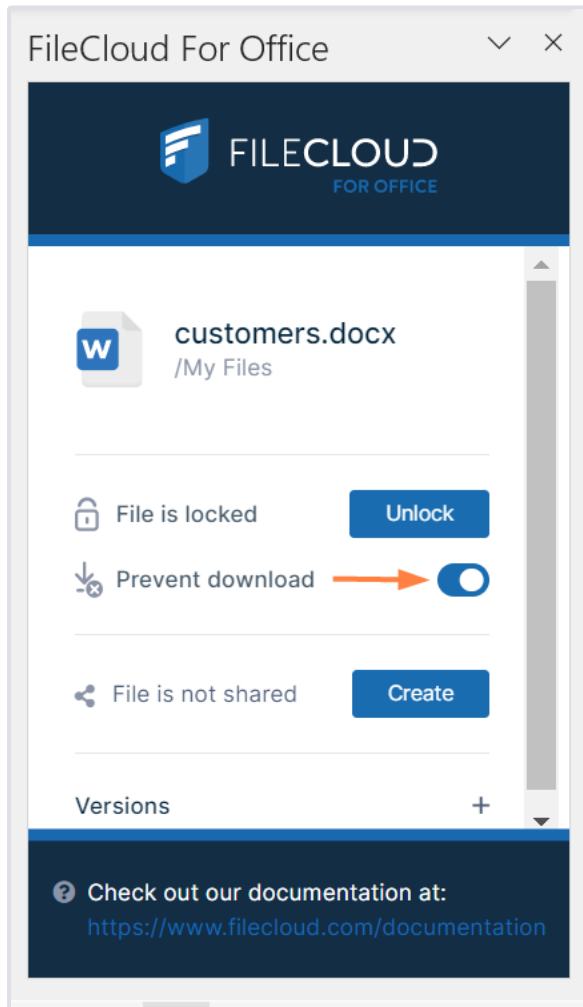 FileCloud For Office
FILECLOUD
FOR OFFICE
W
customers.docx
/My Files
File is locked
Unlock
Prevent download
File is not shared
Create
Versions +
? Check out our documentation at:
https://www.filecloud.com/documentation